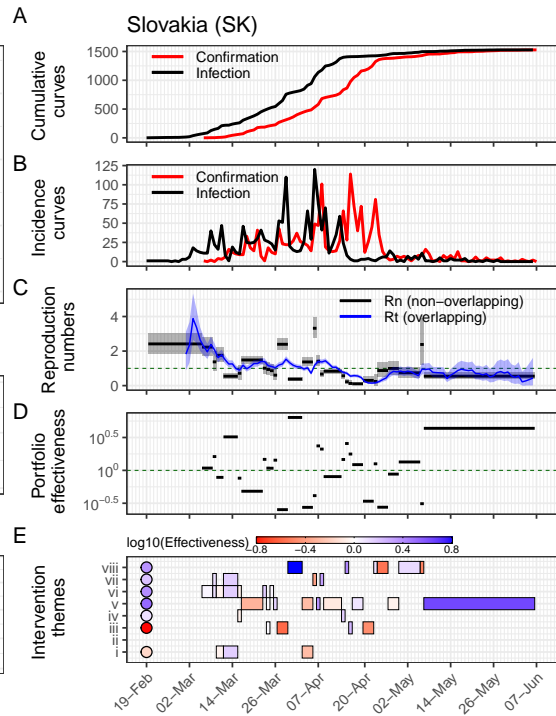 A
Slovakia (SK)
Cumulative
curves
1500
1000
500
0
Confirmation
Infection
B
Incidence
curves
125
100
75
50
25
0
Confirmation
Infection
C
Reproduction
numbers
4
2
0
Rn (non−overlapping)
Rt (overlapping)
D
Portfolio
effectiveness
10^0.5
10^0
10^−0.5
E
log10(Effectiveness)
−0.8 −0.4 0.0 0.4 0.8
Intervention
themes
viii
vii
vi
v
iv
iii
ii
i
19−Feb 02−Mar 14−Mar 26−Mar 07−Apr 20−Apr 02−May 14−May 26−May 07−Jun